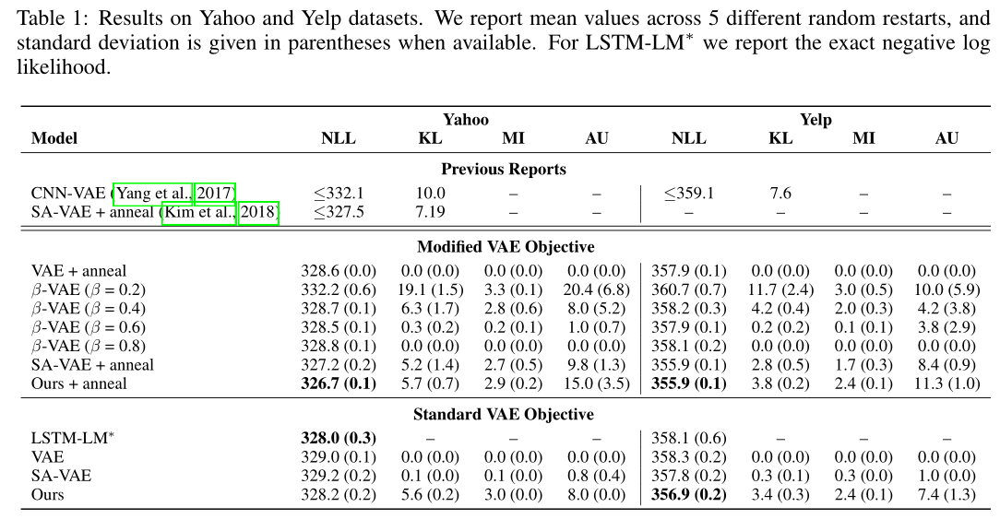 Table 1: Results on Yahoo and Yelp datasets. We report mean values across 5 different random restarts, and
standard deviation is given in parentheses when available. For LSTM-LM* we report the exact negative log
likelihood.
Yahoo Yelp
Model NLL KL MI AU NLL KL MI AU
Previous Reports
CNN-VAE (Yang et al., 2017) ≤332.1 10.0 – – ≤359.1 7.6 – –
SA-VAE + anneal (Kim et al., 2018) ≤327.5 7.19 – – – – – –
Modified VAE Objective
VAE + anneal 328.6 (0.0) 0.0 (0.0) 0.0 (0.0) 0.0 (0.0) 357.9 (0.1) 0.0 (0.0) 0.0 (0.0) 0.0 (0.0)
β-VAE (β = 0.2) 332.2 (0.6) 19.1 (1.5) 3.3 (0.1) 20.4 (6.8) 360.7 (0.7) 11.7 (2.4) 3.0 (0.5) 10.0 (5.9)
β-VAE (β = 0.4) 328.7 (0.1) 6.3 (1.7) 2.8 (0.6) 8.0 (5.2) 358.2 (0.3) 4.2 (0.4) 2.0 (0.3) 4.2 (3.8)
β-VAE (β = 0.6) 328.5 (0.1) 0.3 (0.2) 0.2 (0.1) 1.0 (0.7) 357.9 (0.1) 0.2 (0.2) 0.1 (0.1) 3.8 (2.9)
β-VAE (β = 0.8) 328.8 (0.1) 0.0 (0.0) 0.0 (0.0) 0.0 (0.0) 358.1 (0.2) 0.0 (0.0) 0.0 (0.0) 0.0 (0.0)
SA-VAE + anneal 327.2 (0.2) 5.2 (1.4) 2.7 (0.5) 9.8 (1.3) 355.9 (0.1) 2.8 (0.5) 1.7 (0.3) 8.4 (0.9)
Ours + anneal 326.7 (0.1) 5.7 (0.7) 2.9 (0.2) 15.0 (3.5) 355.9 (0.1) 3.8 (0.2) 2.4 (0.1) 11.3 (1.0)
Standard VAE Objective
LSTM-LM* 328.0 (0.3) – – – 358.1 (0.6) – – –
VAE 329.0 (0.1) 0.0 (0.0) 0.0 (0.0) 0.0 (0.0) 358.3 (0.2) 0.0 (0.0) 0.0 (0.0) 0.0 (0.0)
SA-VAE 329.2 (0.2) 0.1 (0.0) 0.1 (0.0) 0.8 (0.4) 357.8 (0.2) 0.3 (0.1) 0.3 (0.0) 1.0 (0.0)
Ours 328.2 (0.2) 5.6 (0.2) 3.0 (0.0) 8.0 (0.0) 356.9 (0.2) 3.4 (0.3) 2.4 (0.1) 7.4 (1.3)